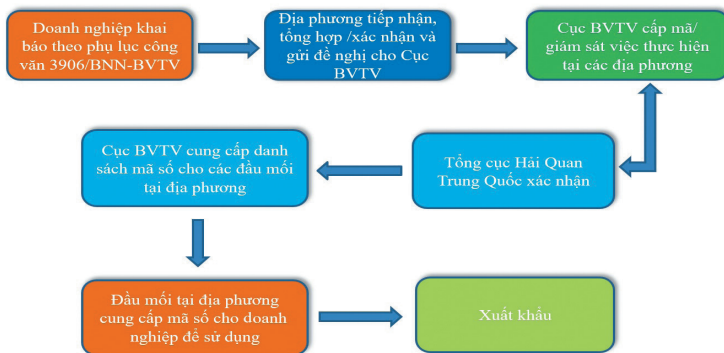 Doanh nghiệp khai
báo theo phụ lục công
văn 3906/BNN-BVTV
Địa phương tiếp nhận,
tổng hợp /xác nhận và
gửi đề nghị cho Cục
BVTV
Cục BVTV cấp mã/
giảm sát việc thực hiện
tại các địa phương
Tổng cục Hải Quan
Trung Quốc xác nhận
Cục BVTV cung cấp danh
sách mã số cho các đầu mối
tại địa phương
Đầu mối tại địa phương
cung cấp mã số cho doanh
nghiệp để sử dụng
Xuất khẩu